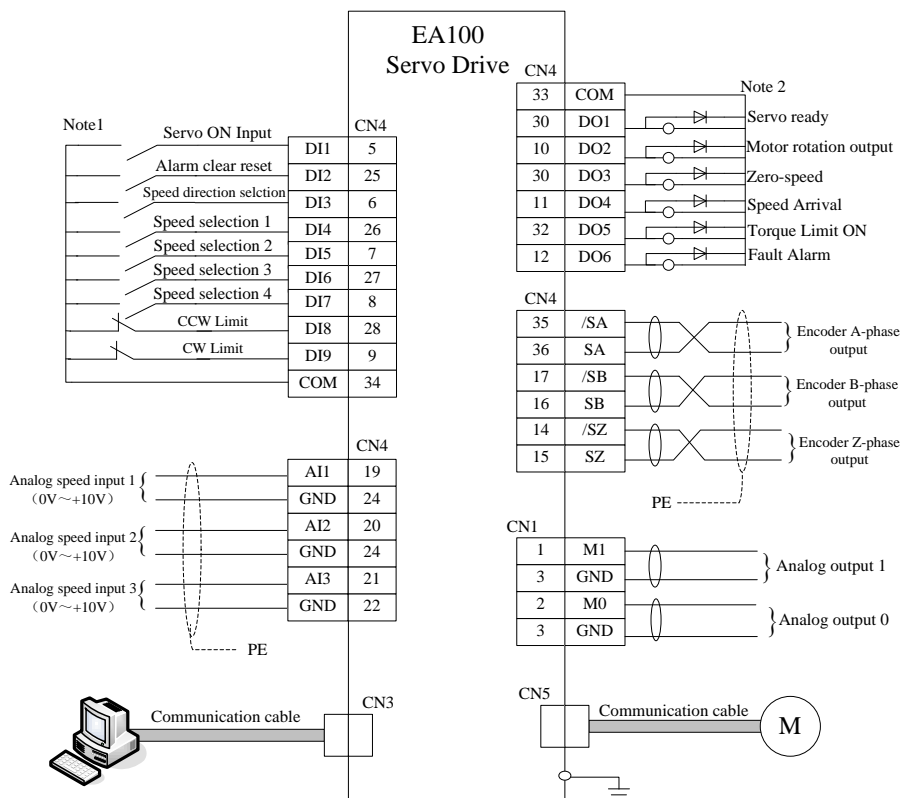 EA100
Servo Drive
Note1
CN4
Servo ON Input
DI1 5
Alarm clear reset
DI2 25
Speed direction selction
DI3 6
Speed selection 1
DI4 26
Speed selection 2
DI5 7
Speed selection 3
DI6 27
Speed selection 4
DI7 8
CCW Limit
DI8 28
CW Limit
DI9 9
COM 34
CN4
Analog speed input 1
(0V~+10V)
AI1 19
GND 24
Analog speed input 2
(0V~+10V)
AI2 20
GND 24
Analog speed input 3
(0V~+10V)
AI3 21
GND 22
PE
Communication cable
CN3
CN4
Note 2
33 COM
30 DO1 Servo ready
10 DO2 Motor rotation output
30 DO3 Zero-speed
11 DO4 Speed Arrival
32 DO5 Torque Limit ON
12 DO6 Fault Alarm
CN4
35 /SA
36 SA
Encoder A-phase
output
17 /SB
16 SB
Encoder B-phase
output
14 /SZ
15 SZ
Encoder Z-phase
output
PE
CN1
1 M1
3 GND
Analog output 1
2 M0
3 GND
Analog output 0
CN5
Communication cable
M